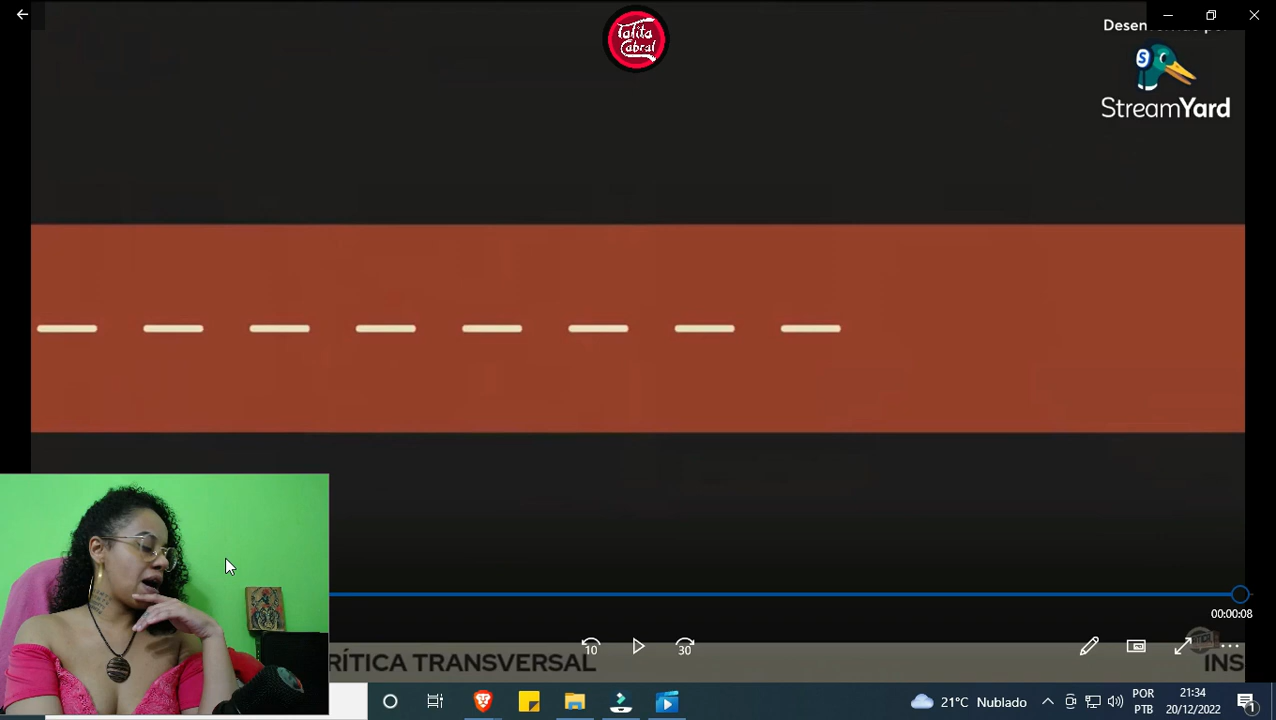 Talita
Cabral
S
StreamYard
00:00:08
10
30
RÍTICA TRANSVERSAL
INS
21°C Nublado
POR
PTB
21:34
20/12/2022
1